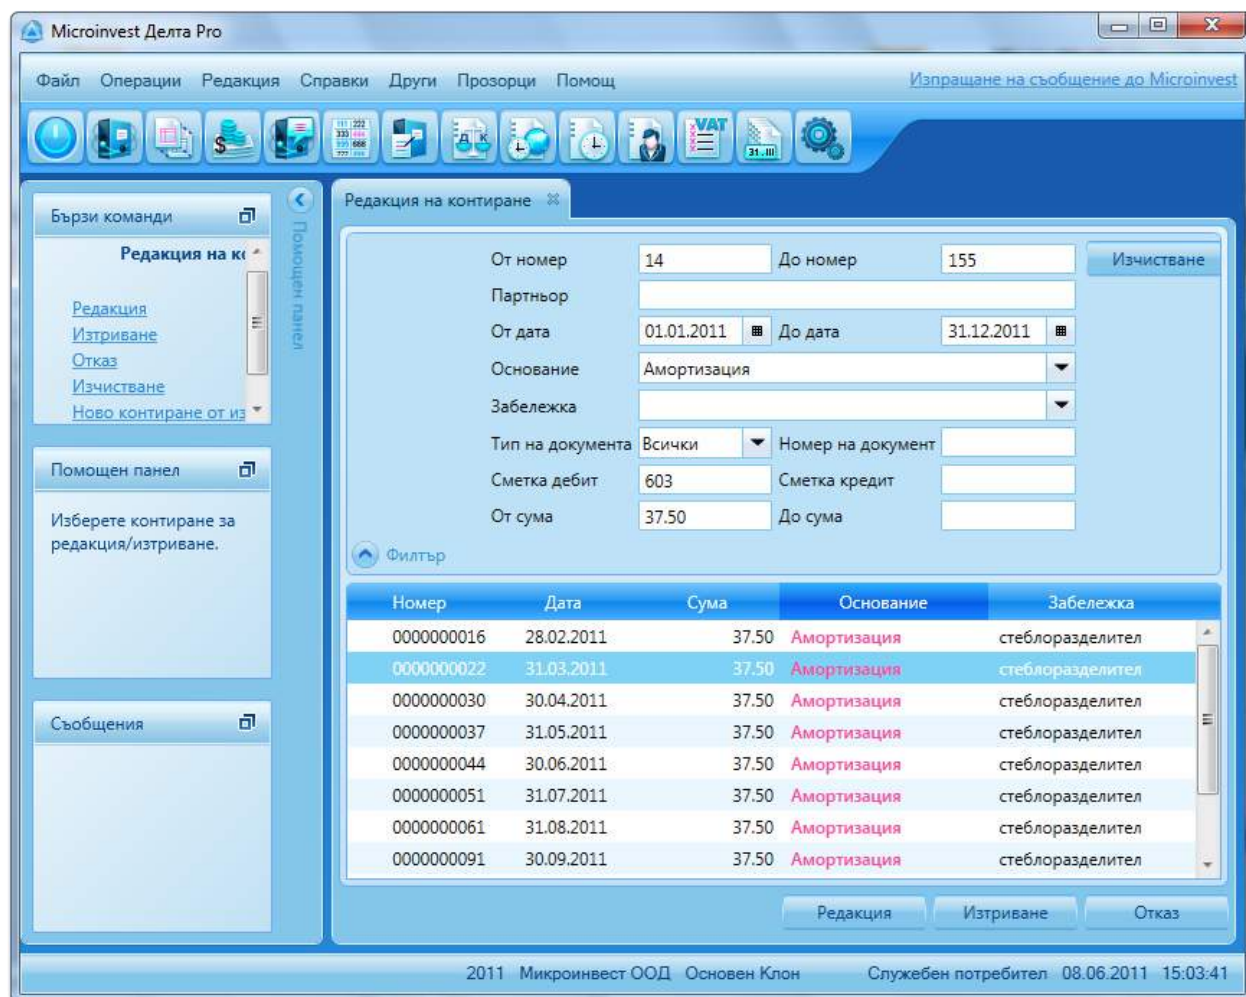 Microinvest Делта Pro
Файл Операции Редакция Справки Други Прозорци Помощ Изпращане на съобщение до Microinvest
VAT
31.III
Бързи команди
Редакция на ко
Редакция
Изтриване
Отказ
Изчистване
Ново контиране от из
Помощен панел
Помощен панел
Изберете контиране за
редакция/изтриване.
Съобщения
Редакция на контиране
От номер 14 До номер 155 Изчистване
Партньор
От дата 01.01.2011 До дата 31.12.2011
Основание Амортизация
Забележка
Тип на документа Всички Номер на документ
Сметка дебит 603 Сметка кредит
От сума 37.50 До сума
Филтър
Номер Дата Сума Основание Забележка
0000000016 28.02.2011 37.50 Амортизация стеблоразделител
0000000022 31.03.2011 37.50 Амортизация стеблоразделител
0000000030 30.04.2011 37.50 Амортизация стеблоразделител
0000000037 31.05.2011 37.50 Амортизация стеблоразделител
0000000044 30.06.2011 37.50 Амортизация стеблоразделител
0000000051 31.07.2011 37.50 Амортизация стеблоразделител
0000000061 31.08.2011 37.50 Амортизация стеблоразделител
0000000091 30.09.2011 37.50 Амортизация стеблоразделител
Редакция Изтриване Отказ
2011 Микроинвест ООД Основен Клон Служебен потребител 08.06.2011 15:03:41